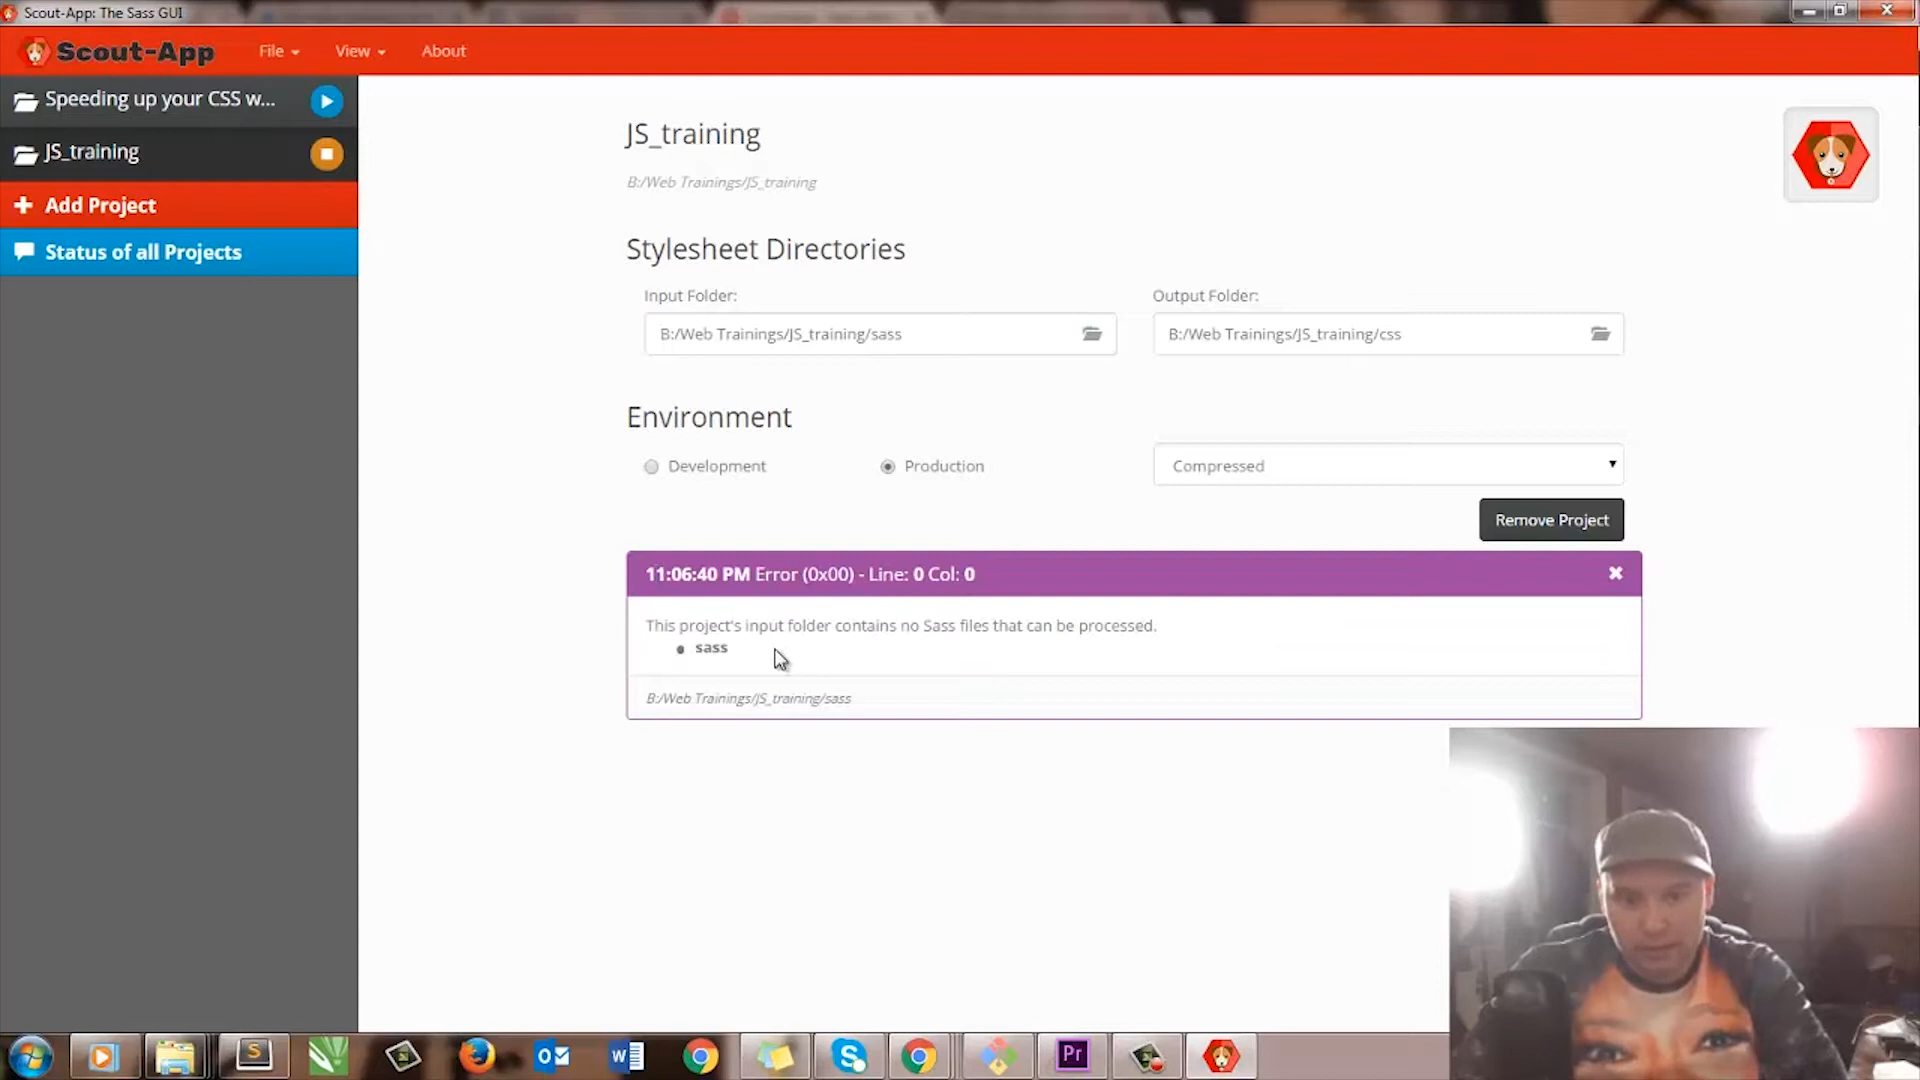 Scout-App: The Sass GUI
Scout-App File View About
Speeding up your CSS w...
JS_training
Add Project
Status of all Projects
JS_training
B:/Web Trainings/JS_training
Stylesheet Directories
Input Folder: Output Folder:
B:/Web Trainings/JS_training/sass B:/Web Trainings/JS_training/css
Environment
Development Production Compressed
Remove Project
11:06:40 PM Error (0x00) - Line: 0 Col: 0
This project's input folder contains no Sass files that can be processed.
sass
B:/Web Trainings/JS_training/sass
S O W S Pr